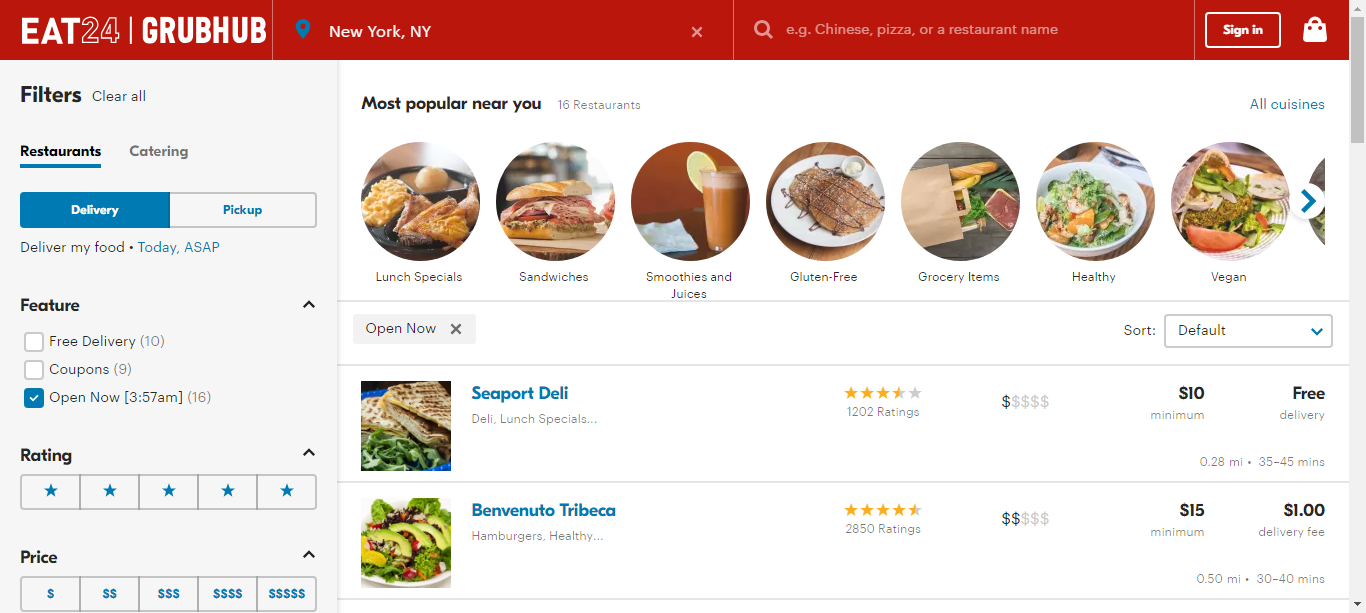 EAT24 | GRUBHUB
New York, NY
e.g. Chinese, pizza, or a restaurant name
Sign in
Filters Clear all
Restaurants Catering
Delivery Pickup
Deliver my food • Today, ASAP
Feature
Free Delivery (10)
Coupons (9)
Open Now [3:57am] (16)
Rating
Price
$ $$ $$$ $$$$ $$$$$
Most popular near you 16 Restaurants All cuisines
Lunch Specials
Sandwiches
Smoothies and
Juices
Gluten-Free
Grocery Items
Healthy
Vegan
Open Now
Sort: Default
Seaport Deli
Deli, Lunch Specials...
1202 Ratings
$$$$$
$10
minimum
Free
delivery
0.28 mi • 35–45 mins
Benvenuto Tribeca
Hamburgers, Healthy...
2850 Ratings
$$$$$
$15
minimum
$1.00
delivery fee
0.50 mi • 30–40 mins